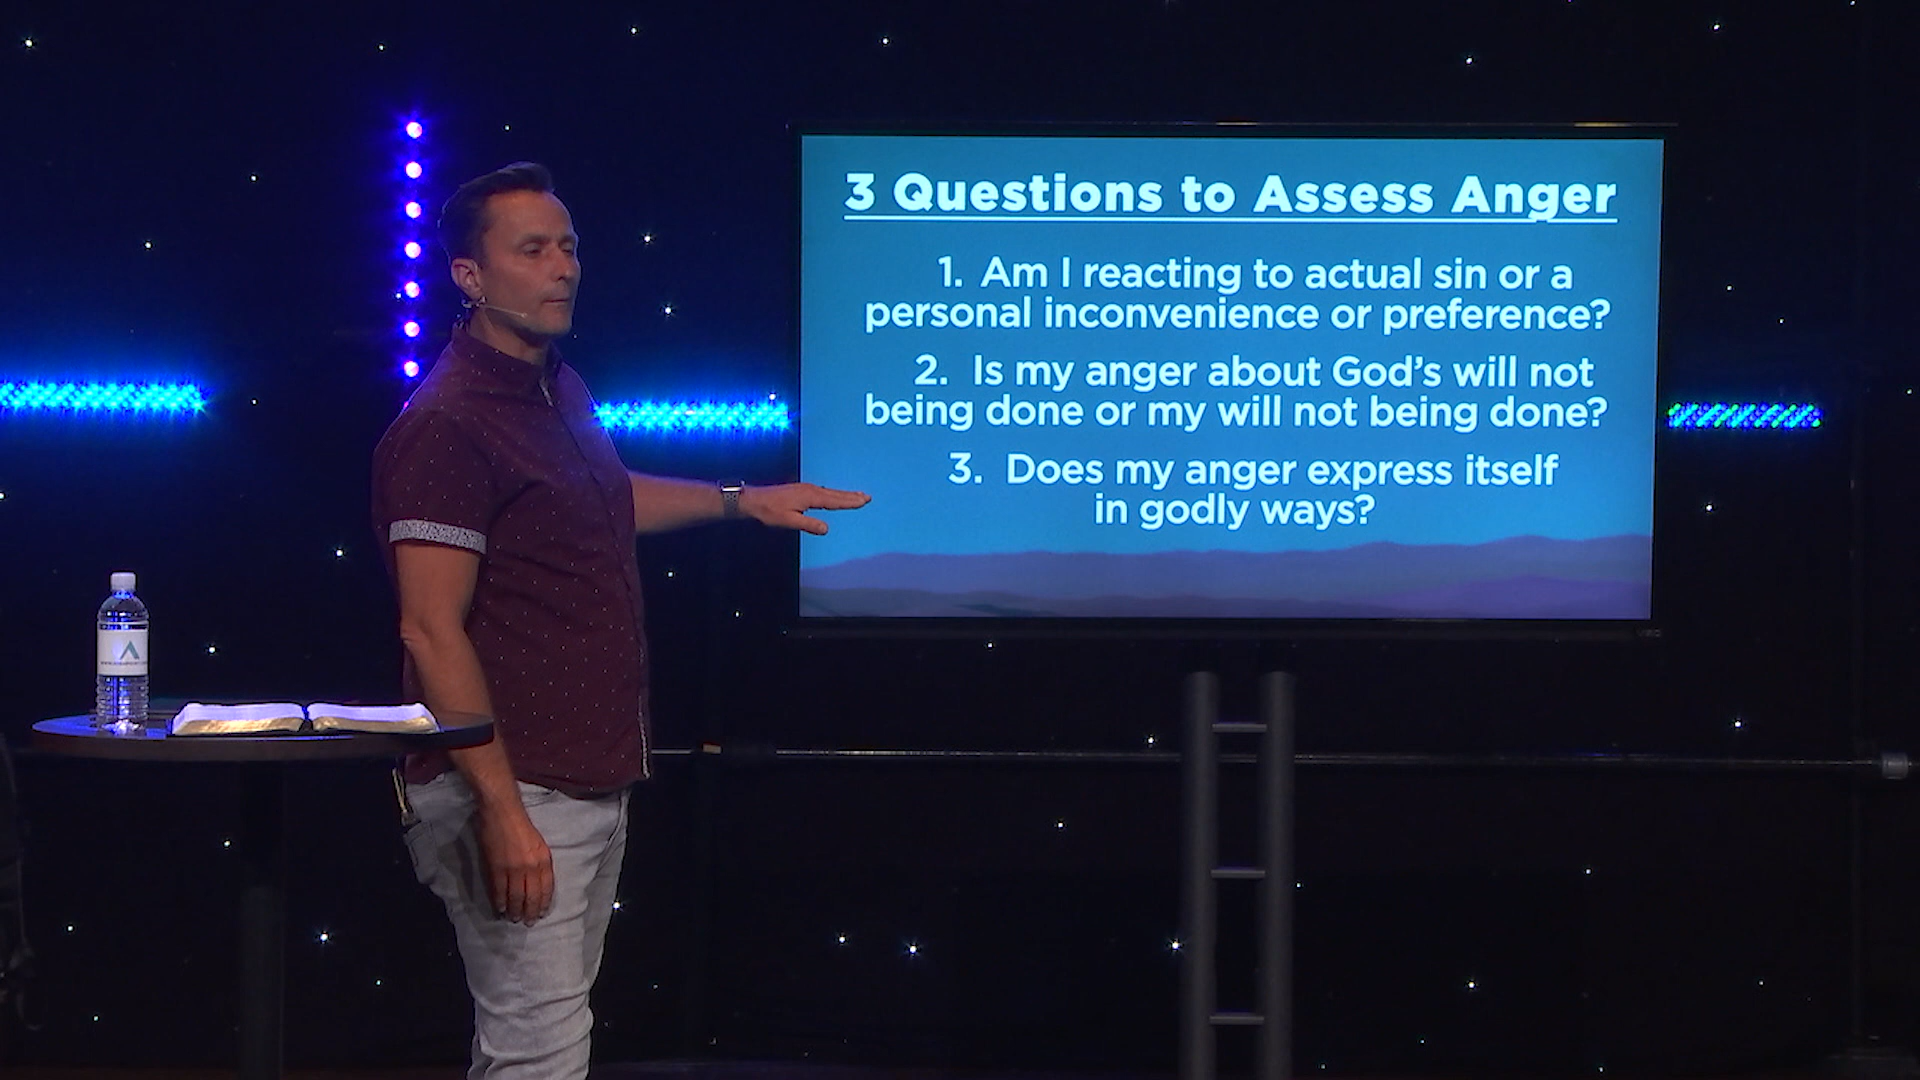 3 Questions to Assess Anger
1. Am I reacting to actual sin or a
personal inconvenience or preference?
2. Is my anger about God's will not
being done or my will not being done?
3. Does my anger express itself
in godly ways?